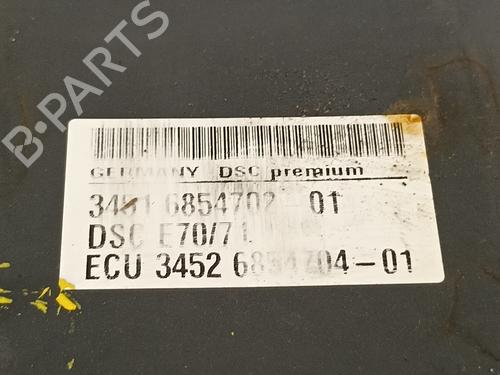 B-PARTS
GERMANY DSC premium
3451 6854702-01
DSC E70/71
ECU 3452 6854704-01